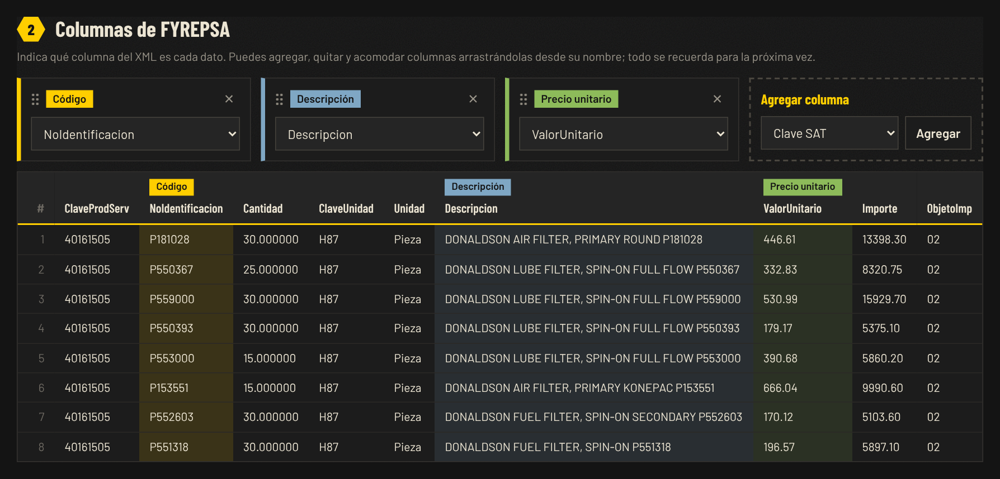 2 Columnas de FYREPSA
Indica qué columna del XML es cada dato. Puedes agregar, quitar y acomodar columnas arrastrándolas desde su nombre; todo se recuerda para la próxima vez.
Código × Descripción × Precio unitario × Agregar columna
NoIdentificacion Descripcion ValorUnitario Clave SAT Agregar
Código Descripción Precio unitario
# ClaveProdServ NoIdentificacion Cantidad ClaveUnidad Unidad Descripcion ValorUnitario Importe ObjetoImp
1 40161505 P181028 30.000000 H87 Pieza DONALDSON AIR FILTER, PRIMARY ROUND P181028 446.61 13398.30 02
2 40161505 P550367 25.000000 H87 Pieza DONALDSON LUBE FILTER, SPIN-ON FULL FLOW P550367 332.83 8320.75 02
3 40161505 P559000 30.000000 H87 Pieza DONALDSON LUBE FILTER, SPIN-ON FULL FLOW P559000 530.99 15929.70 02
4 40161505 P550393 30.000000 H87 Pieza DONALDSON LUBE FILTER, SPIN-ON FULL FLOW P550393 179.17 5375.10 02
5 40161505 P553000 15.000000 H87 Pieza DONALDSON LUBE FILTER, SPIN-ON FULL FLOW P553000 390.68 5860.20 02
6 40161505 P153551 15.000000 H87 Pieza DONALDSON AIR FILTER, PRIMARY KONEPAC P153551 666.04 9990.60 02
7 40161505 P552603 30.000000 H87 Pieza DONALDSON FUEL FILTER, SPIN-ON SECONDARY P552603 170.12 5103.60 02
8 40161505 P551318 30.000000 H87 Pieza DONALDSON FUEL FILTER, SPIN-ON P551318 196.57 5897.10 02